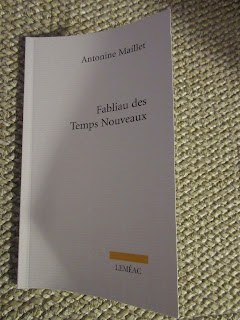 Antonine Maillet
Fabliau des
Temps Nouveaux
LEMÉAC